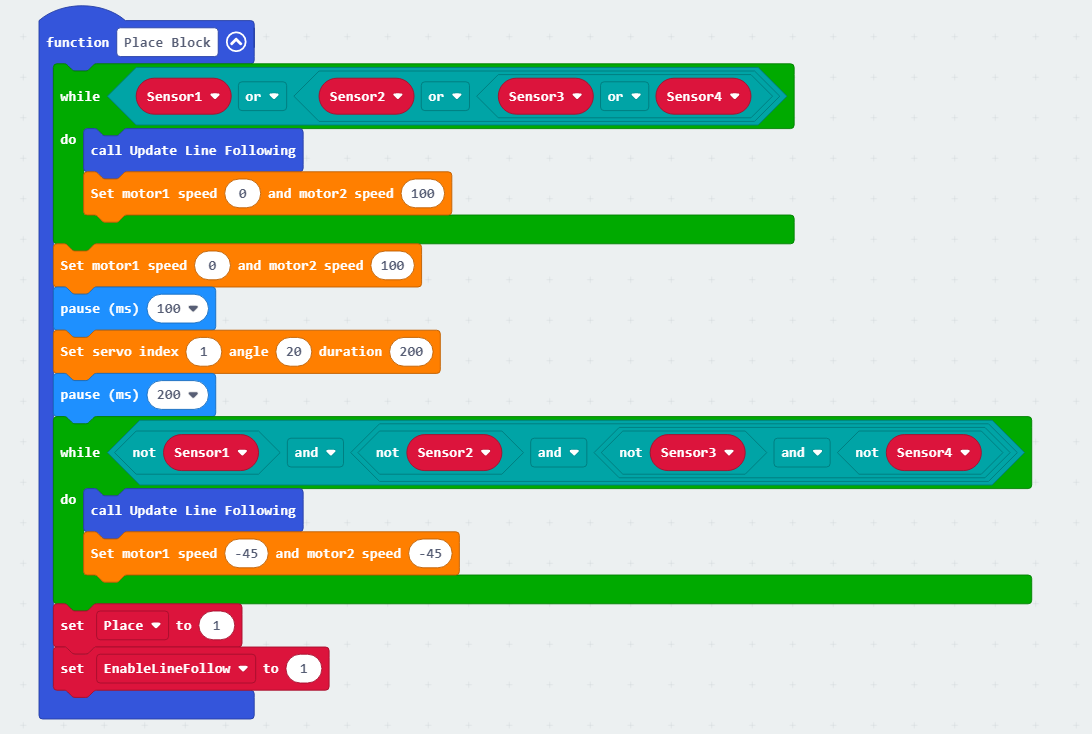 function Place Block
while Sensor1 or Sensor2 or Sensor3 or Sensor4
do
call Update Line Following
Set motor1 speed 0 and motor2 speed 100
Set motor1 speed 0 and motor2 speed 100
pause (ms) 100
Set servo index 1 angle 20 duration 200
pause (ms) 200
while not Sensor1 and not Sensor2 and not Sensor3 and not Sensor4
do
call Update Line Following
Set motor1 speed -45 and motor2 speed -45
set Place to 1
set EnableLineFollow to 1